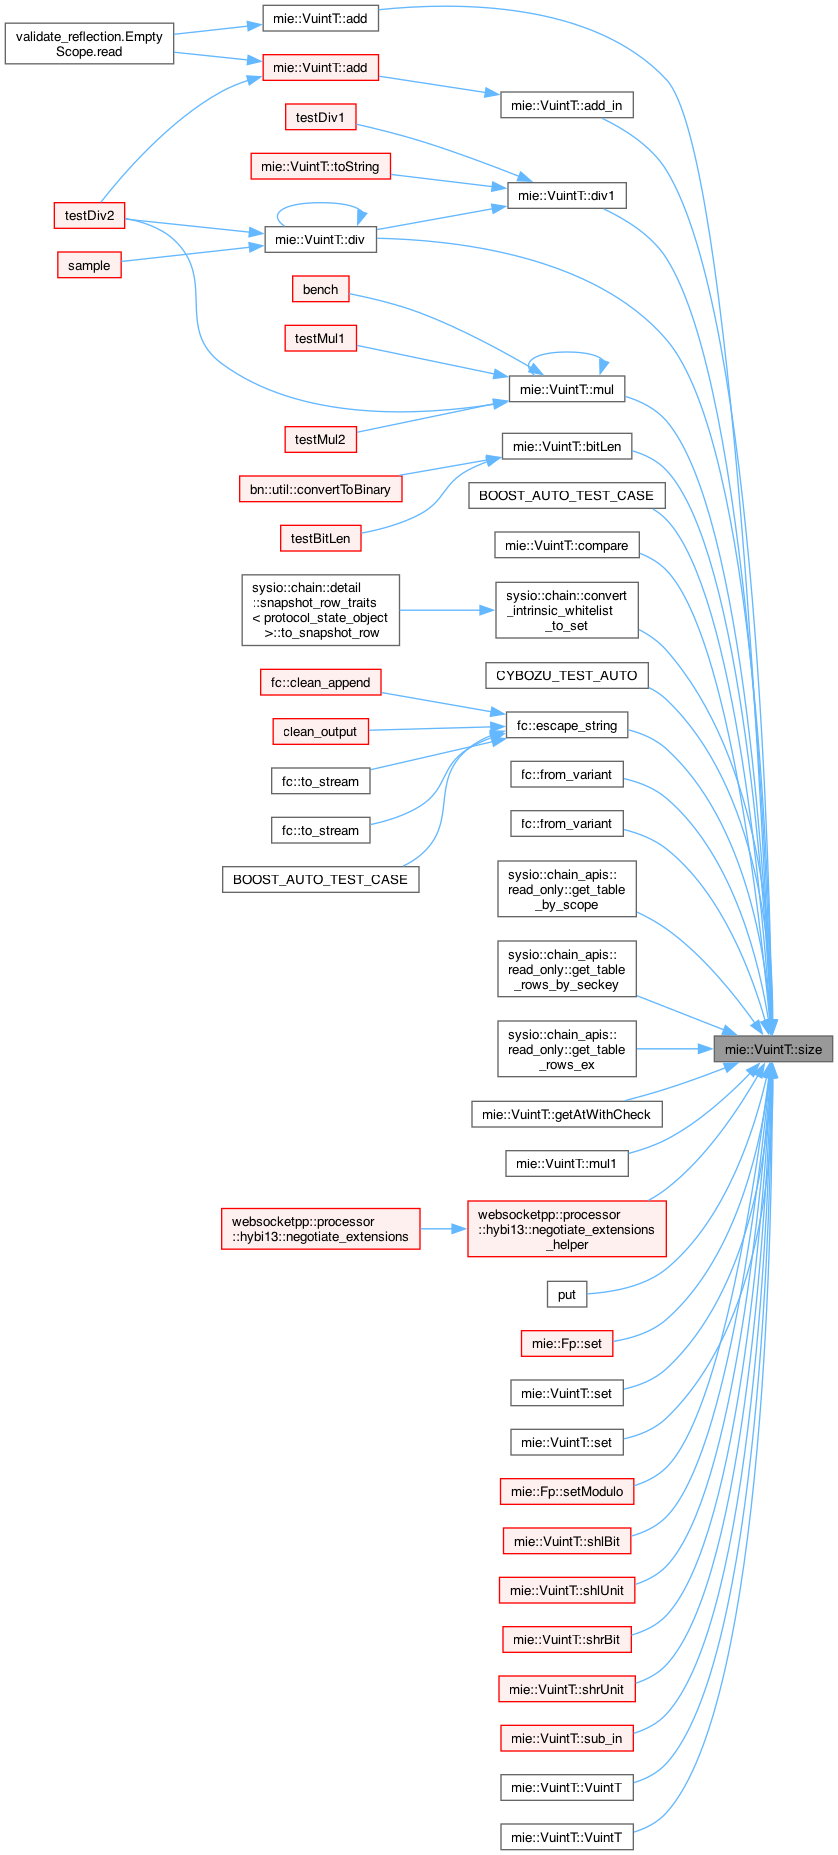 mie::VuintT::add
validate_reflection.Empty
Scope.read
mie::VuintT::add
mie::VuintT::add_in
testDiv1
mie::VuintT::toString
mie::VuintT::div1
testDiv2
mie::VuintT::div
sample
bench
testMul1
mie::VuintT::mul
testMul2
mie::VuintT::bitLen
bn::util::convertToBinary
BOOST_AUTO_TEST_CASE
testBitLen
mie::VuintT::compare
sysio::chain::detail
::snapshot_row_traits
< protocol_state_object
>::to_snapshot_row
sysio::chain::convert
_intrinsic_whitelist
_to_set
CYBOZU_TEST_AUTO
fc::clean_append
fc::escape_string
clean_output
fc::to_stream
fc::from_variant
fc::to_stream
fc::from_variant
BOOST_AUTO_TEST_CASE
sysio::chain_apis::
read_only::get_table
_by_scope
sysio::chain_apis::
read_only::get_table
_rows_by_seckey
sysio::chain_apis::
read_only::get_table
_rows_ex
mie::VuintT::size
mie::VuintT::getAtWithCheck
mie::VuintT::mul1
websocketpp::processor
::hybi13::negotiate_extensions
websocketpp::processor
::hybi13::negotiate_extensions
_helper
put
mie::Fp::set
mie::VuintT::set
mie::VuintT::set
mie::Fp::setModulo
mie::VuintT::shlBit
mie::VuintT::shlUnit
mie::VuintT::shrBit
mie::VuintT::shrUnit
mie::VuintT::sub_in
mie::VuintT::VuintT
mie::VuintT::VuintT